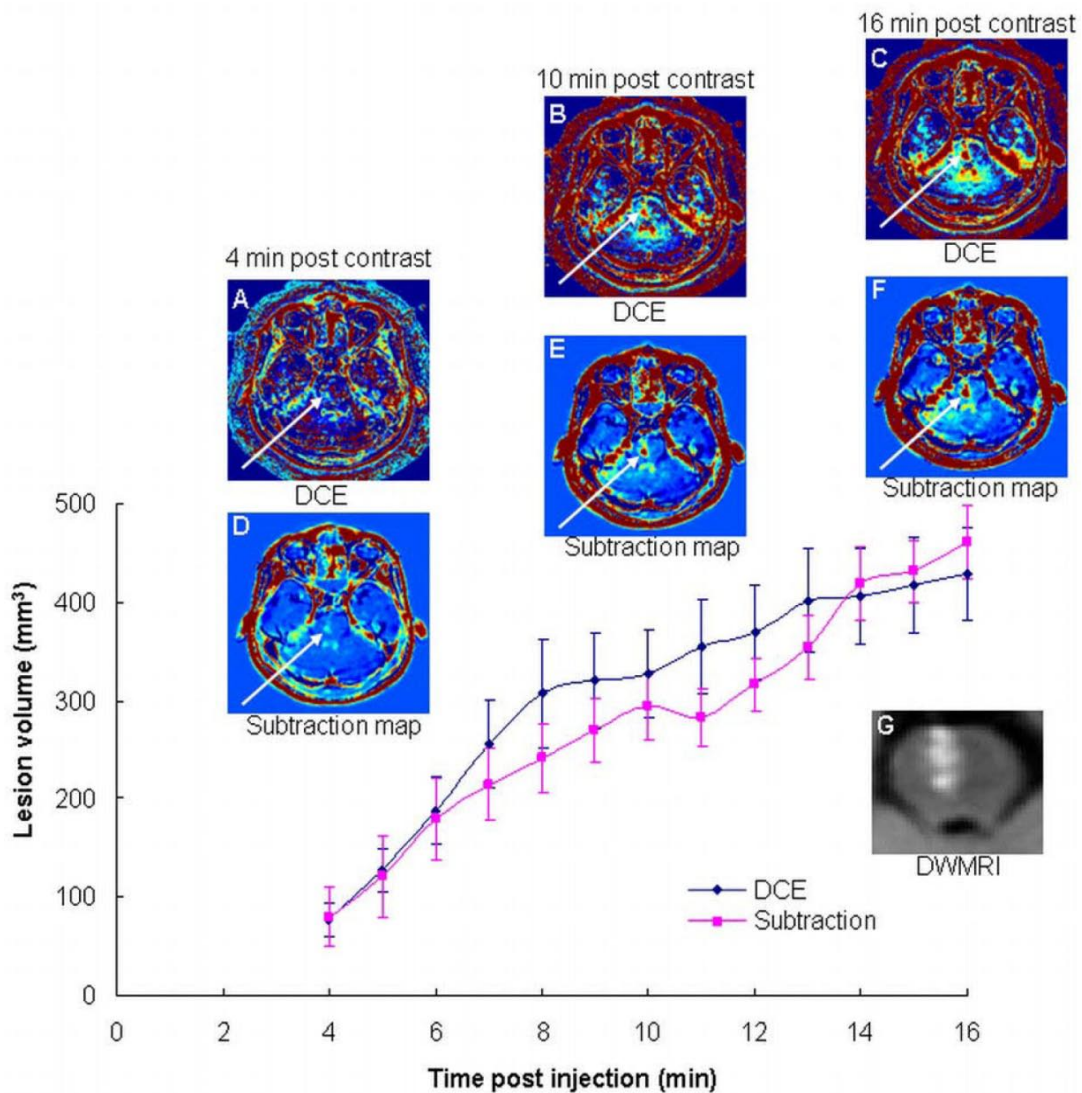 16 min post contrast
C
10 min post contrast
B
DCE
4 min post contrast
A
F
DCE
E
DCE
Subtraction map
D
Subtraction map
Subtraction map
G
DWMRI
DCE
Subtraction
500
400
300
200
100
0
Lesion volume (mm³)
0 2 4 6 8 10 12 14 16
Time post injection (min)